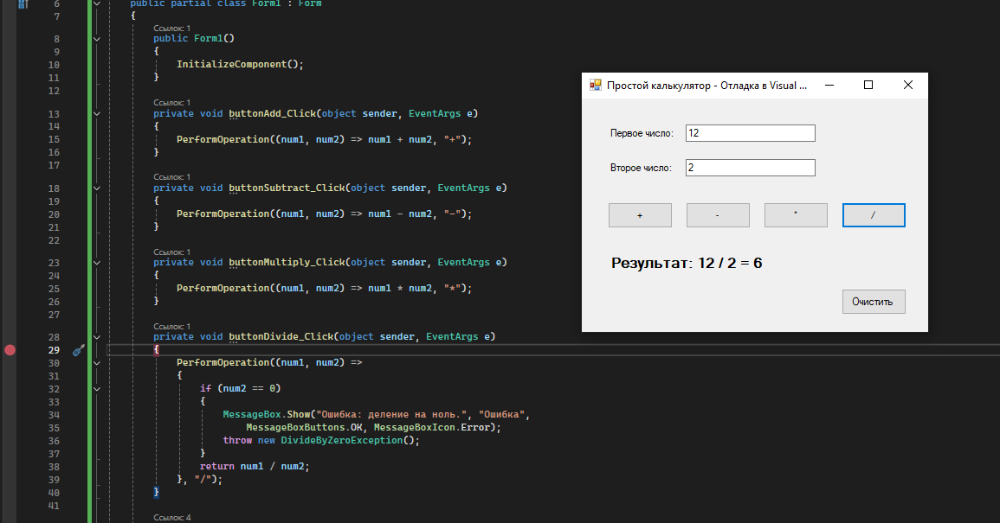 6 public partial class Form1 : Form
7 {
Ссылок: 1
8 public Form1()
9 {
10 InitializeComponent();
11 }
12
Ссылок: 1
13 private void buttonAdd_Click(object sender, EventArgs e)
14 {
15 PerformOperation((num1, num2) => num1 + num2, "+");
16 }
17
Ссылок: 1
18 private void buttonSubtract_Click(object sender, EventArgs e)
19 {
20 PerformOperation((num1, num2) => num1 - num2, "-");
21 }
22
Ссылок: 1
23 private void buttonMultiply_Click(object sender, EventArgs e)
24 {
25 PerformOperation((num1, num2) => num1 * num2, "*");
26 }
27
Ссылок: 1
28 private void buttonDivide_Click(object sender, EventArgs e)
29 {
30 PerformOperation((num1, num2) =>
31 {
32 if (num2 == 0)
33 {
34 MessageBox.Show("Ошибка: деление на ноль.", "Ошибка",
35 MessageBoxButtons.OK, MessageBoxIcon.Error);
36 throw new DivideByZeroException();
37 }
38 return num1 / num2;
39 }, "/");
40 }
41
Ссылок: 4
Простой калькулятор - Отладка в Visual ...
Первое число: 12
Второе число: 2
+ - * /
Результат: 12 / 2 = 6
Очистить